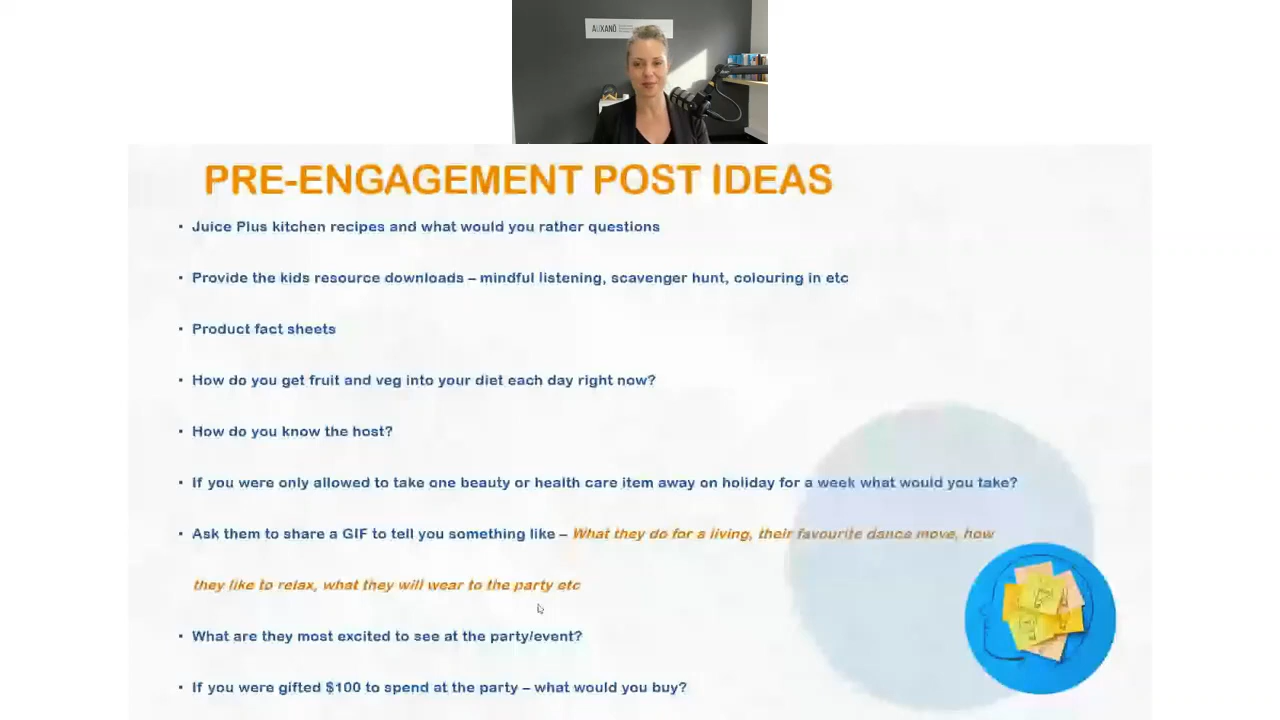 AUXANO
PRE-ENGAGEMENT POST IDEAS
• Juice Plus kitchen recipes and what would you rather questions
• Provide the kids resource downloads – mindful listening, scavenger hunt, colouring in etc
• Product fact sheets
• How do you get fruit and veg into your diet each day right now?
• How do you know the host?
• If you were only allowed to take one beauty or health care item away on holiday for a week what would you take?
• Ask them to share a GIF to tell you something like – What they do for a living, their favourite dance move, how
they like to relax, what they will wear to the party etc
• What are they most excited to see at the party/event?
• If you were gifted $100 to spend at the party – what would you buy?